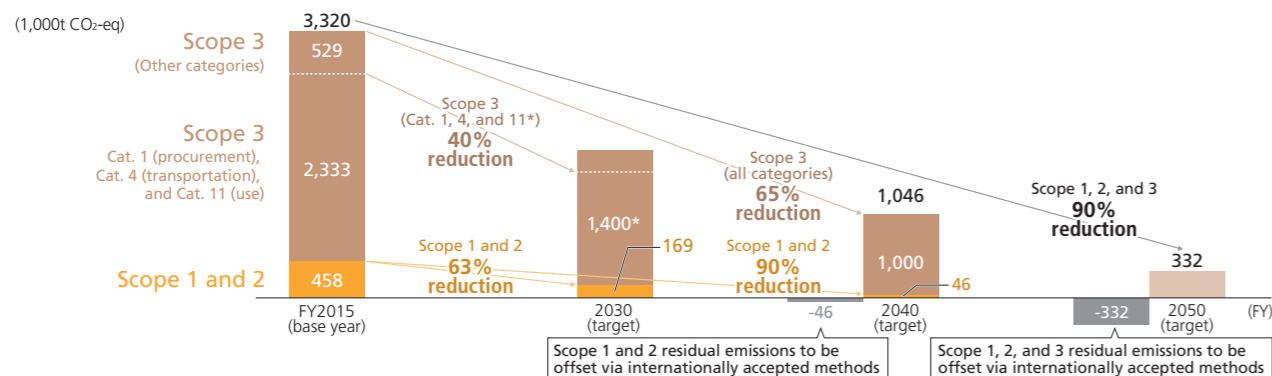 (1,000t CO₂-eq)
3,320
Scope 3
(Other categories)
529
Scope 3
Cat. 1 (procurement),
Cat. 4 (transportation),
and Cat. 11 (use)
2,333
Scope 1 and 2
458
Scope 3
(Cat. 1, 4, and 11*)
40%
reduction
Scope 1 and 2
63%
reduction
1,400*
169
Scope 3
(all categories)
65%
reduction
Scope 1 and 2
90%
reduction
1,046
1,000
46
Scope 1, 2, and 3
90%
reduction
332
-46
-332
FY2015
(base year)
2030
(target)
2040
(target)
2050
(target)
(FY)
Scope 1 and 2 residual emissions to be
offset via internationally accepted methods
Scope 1, 2, and 3 residual emissions to be
offset via internationally accepted methods